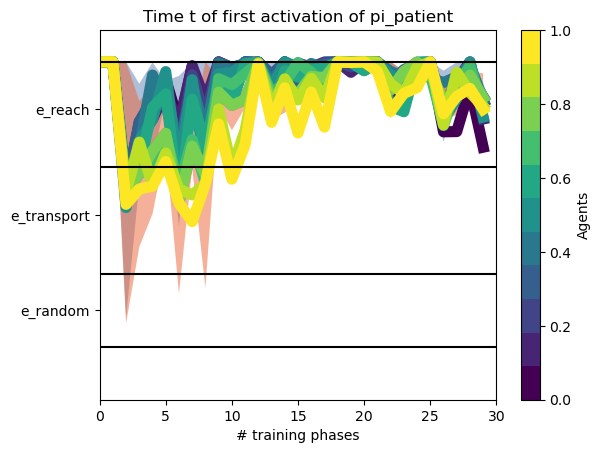 Time t of first activation of pi_patient
e_reach
e_transport
e_random
0 5 10 15 20 25 30
# training phases
1.0
0.8
0.6
0.4
0.2
0.0
Agents